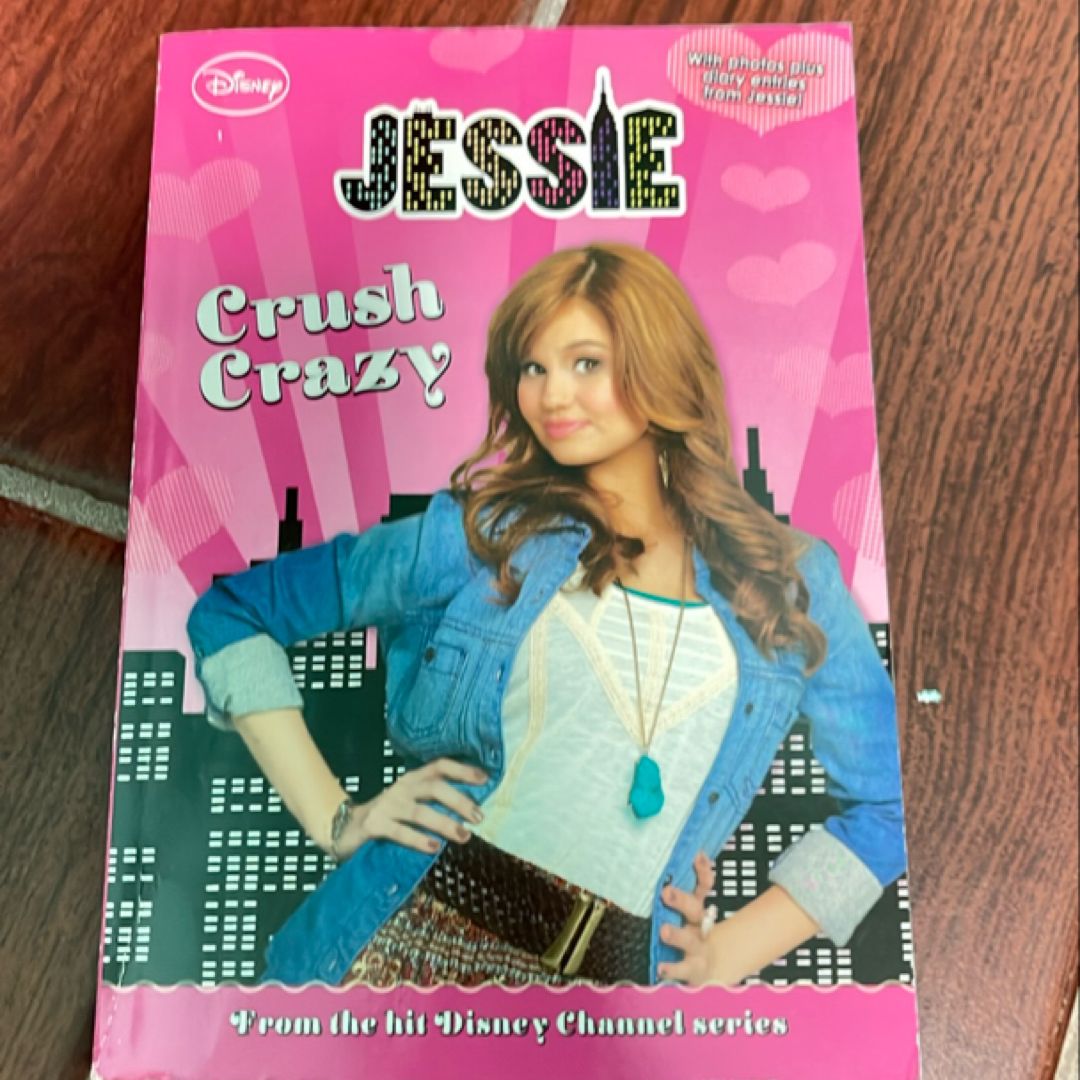 Disney
JESSIE
With photos plus
diary entries
from Jessie!
Crush
Crazy
From the hit Disney Channel series